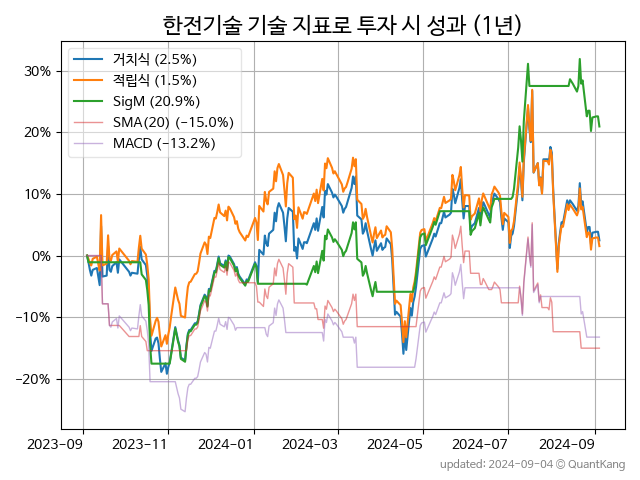 한전기술 기술 지표로 투자 시 성과 (1년)
거치식 (2.5%)
적립식 (1.5%)
SigM (20.9%)
SMA(20) (−15.0%)
MACD (−13.2%)
30%
20%
10%
0%
−10%
−20%
2023-09 2023-11 2024-01 2024-03 2024-05 2024-07 2024-09
updated: 2024-09-04 © QuantKang